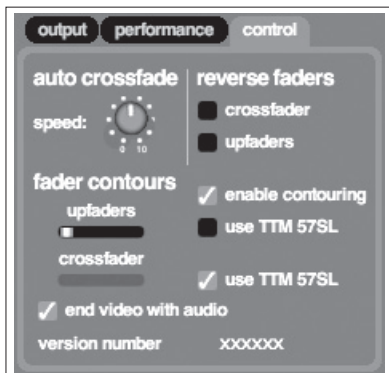 output performance control
auto crossfade
speed:
0 10
reverse faders
crossfader
upfaders
fader contours
upfaders
enable contouring
use TTM 57SL
crossfader
use TTM 57SL
end video with audio
version number xxxxxx